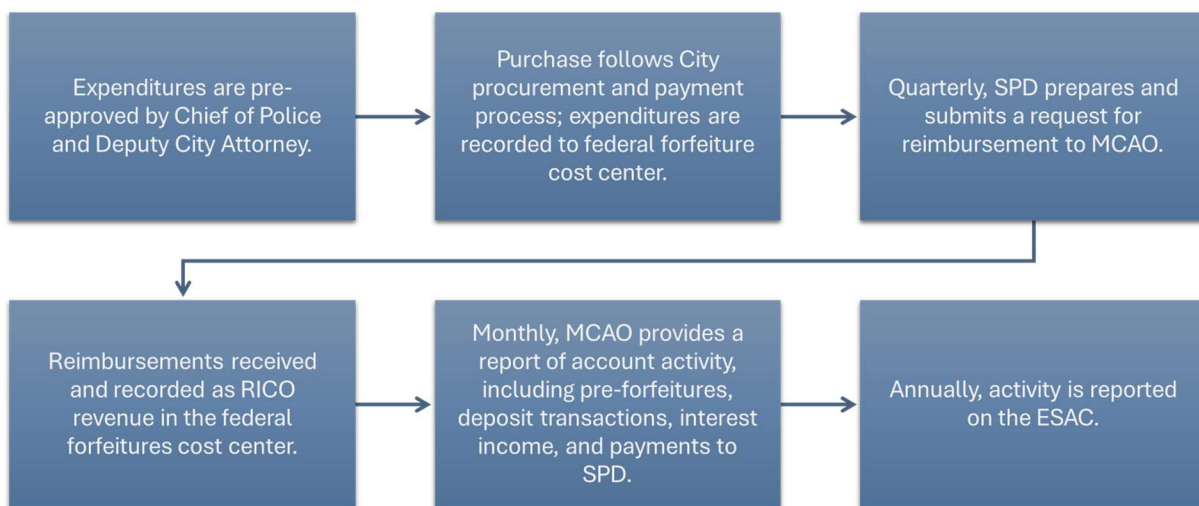 Expenditures are pre-
approved by Chief of Police
and Deputy City Attorney.
Purchase follows City
procurement and payment
process; expenditures are
recorded to federal forfeiture
cost center.
Quarterly, SPD prepares and
submits a request for
reimbursement to MCAO.
Reimbursements received
and recorded as RICO
revenue in the federal
forfeitures cost center.
Monthly, MCAO provides a
report of account activity,
including pre-forfeitures,
deposit transactions, interest
income, and payments to
SPD.
Annually, activity is reported
on the ESAC.